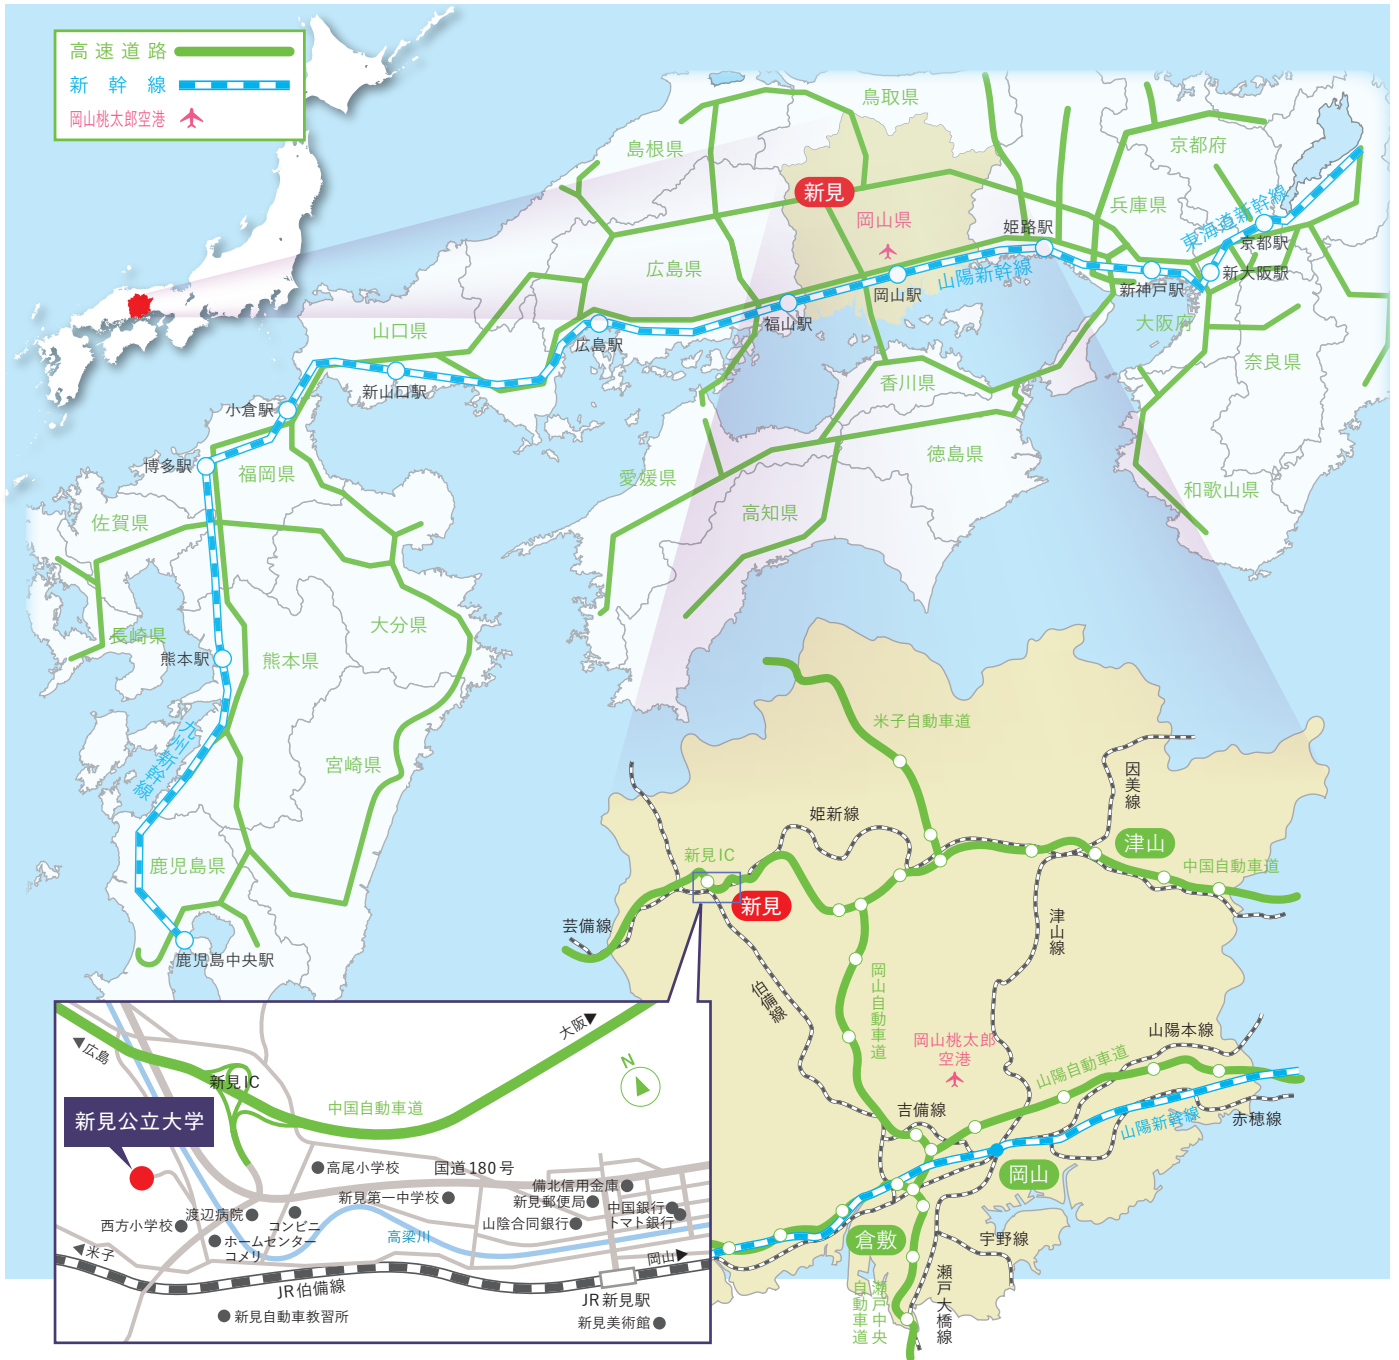 高速道路
新幹線
岡山桃太郎空港
鳥取県
島根県
京都府
新見
岡山県
兵庫県
東海道新幹線
姫路駅
京都駅
広島県
岡山駅
山陽新幹線
新大阪駅
新神戸駅
福山駅
大阪府
山口県
広島駅
奈良県
新山口駅
香川県
小倉駅
徳島県
博多駅
福岡県
愛媛県
和歌山県
佐賀県
高知県
長崎県
大分県
熊本駅
熊本県
九州新幹線
宮崎県
鹿児島県
鹿児島中央駅
米子自動車道
因美線
姫新線
津山
新見IC
中国自動車道
新見
芸備線
津山線
伯備線
岡山自動車道
岡山桃太郎
空港
山陽本線
山陽自動車道
吉備線
赤穂線
山陽新幹線
岡山
倉敷
宇野線
瀬戸大橋線
瀬戸中央
自動車道
大阪▶
◀広島
N
新見IC
中国自動車道
新見公立大学
高尾小学校
国道180号
備北信用金庫
新見第一中学校
新見郵便局
中国銀行
渡辺病院
山陰合同銀行
トマト銀行
西方小学校
コンビニ
高梁川
ホームセンター
コメリ
◀米子
岡山▶
JR伯備線
JR新見駅
新見自動車教習所
新見美術館